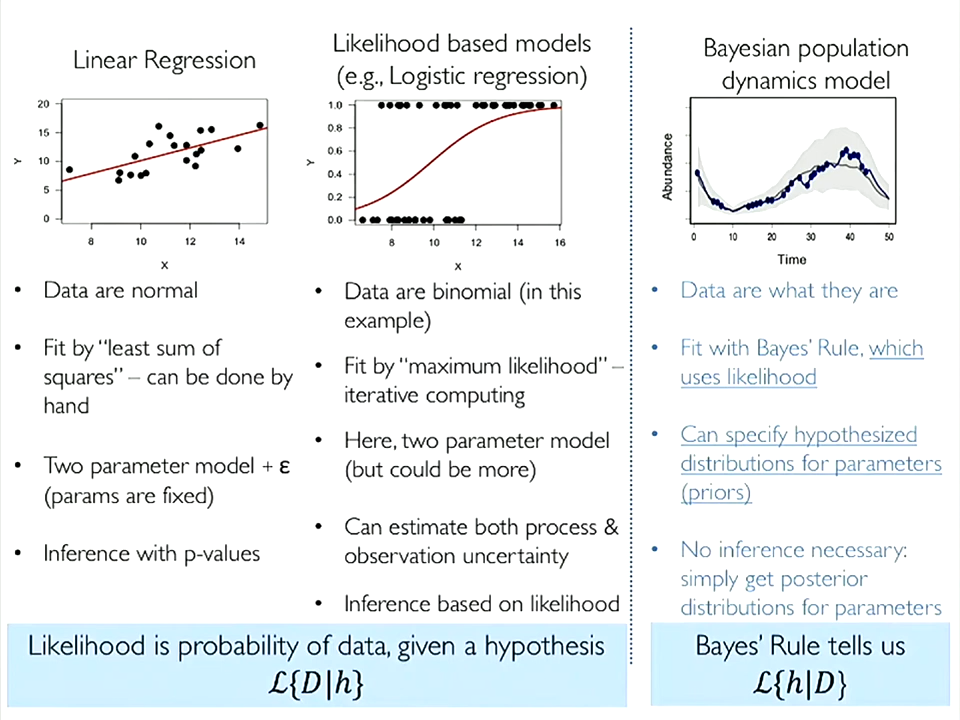 Linear Regression
20
15
10
5
0
Y
8
10
12
14
X
• Data are normal
• Fit by “least sum of
squares” – can be done by
hand
• Two parameter model + ε
(params are fixed)
• Inference with p-values
Likelihood based models
(e.g., Logistic regression)
1.0
0.8
0.6
0.4
0.2
0.0
Y
8
10
12
14
16
X
• Data are binomial (in this
example)
• Fit by “maximum likelihood” –
iterative computing
• Here, two parameter model
(but could be more)
• Can estimate both process &
observation uncertainty
• Inference based on likelihood
Likelihood is probability of data, given a hypothesis
ℒ{D|h}
Bayesian population
dynamics model
Abundance
0
10
20
30
40
50
Time
• Data are what they are
• Fit with Bayes’ Rule, which
uses likelihood
• Can specify hypothesized
distributions for parameters
(priors)
• No inference necessary:
simply get posterior
distributions for parameters
Bayes’ Rule tells us
ℒ{h|D}